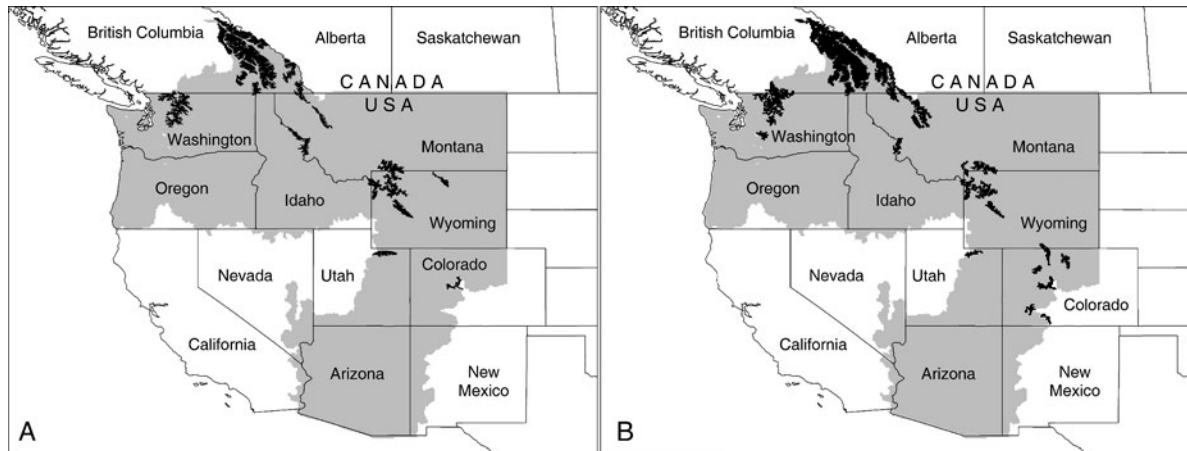 British Columbia
Alberta
Saskatchewan
CANADA
USA
Washington
Montana
Oregon
Idaho
Wyoming
Nevada
Utah
Colorado
California
Arizona
New
Mexico
A
British Columbia
Alberta
Saskatchewan
CANADA
USA
Washington
Montana
Oregon
Idaho
Wyoming
Nevada
Utah
Colorado
California
Arizona
New
Mexico
B